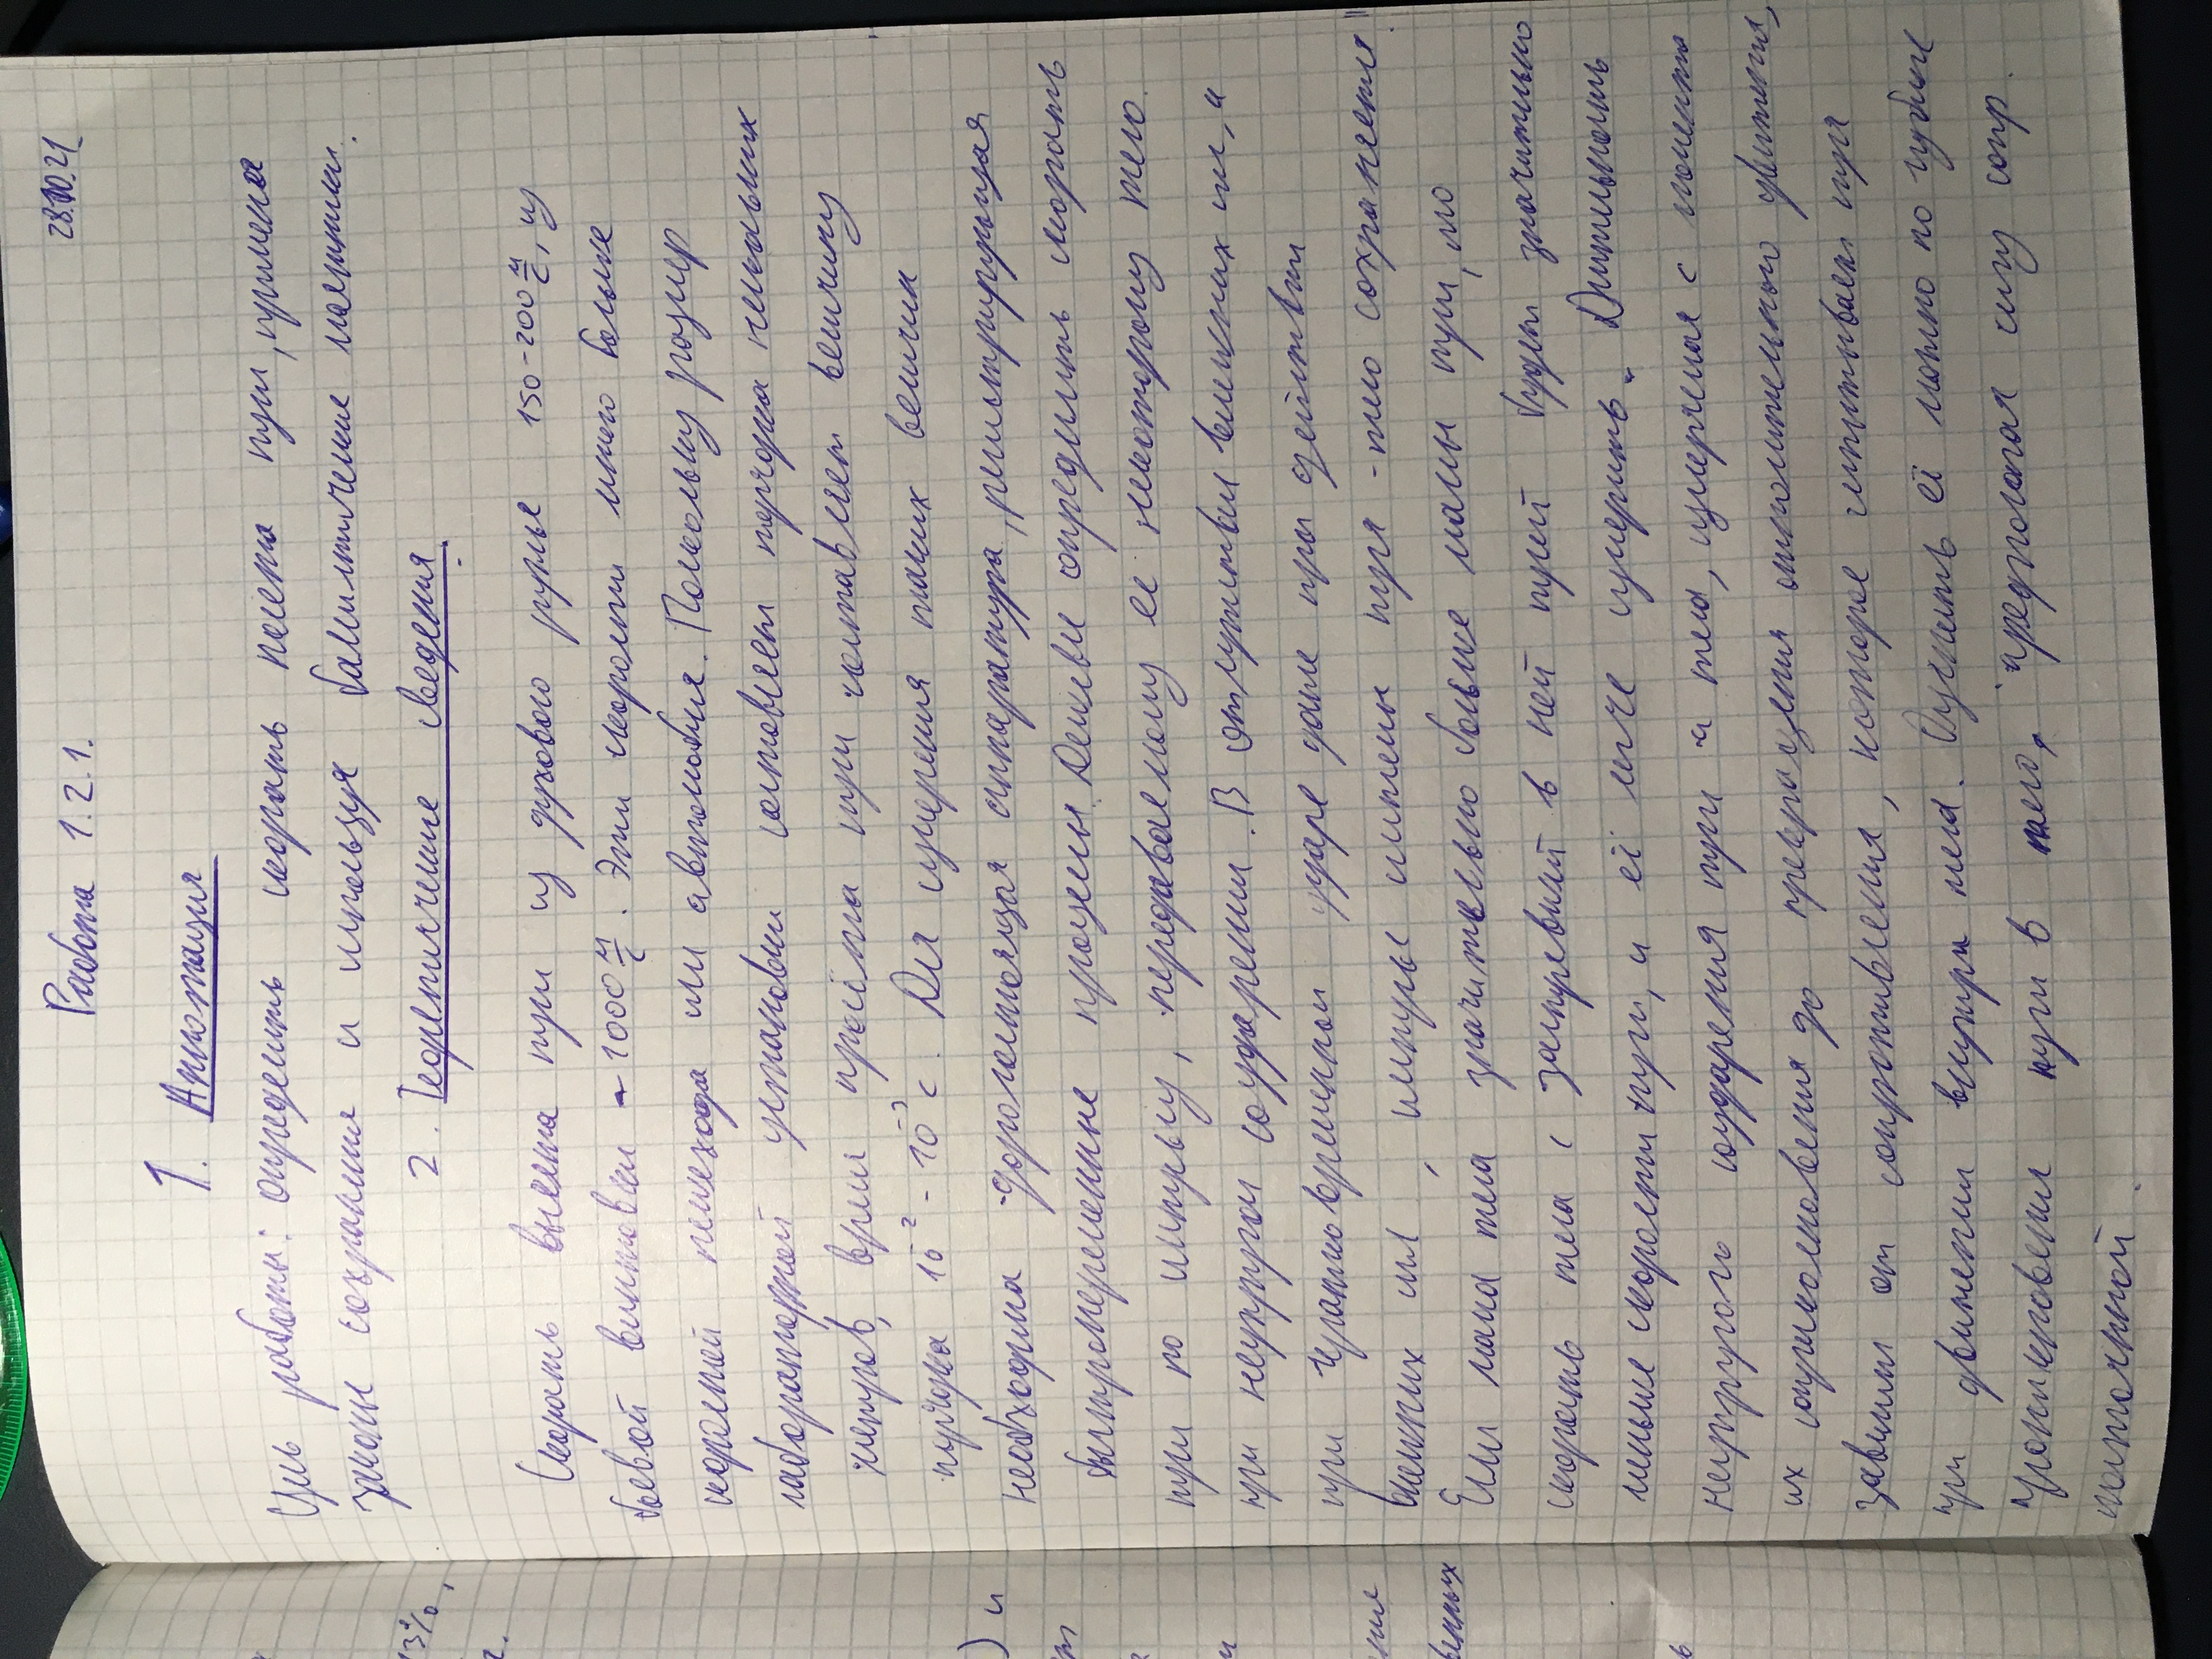 Работа 1.2.1.
28.10.21
1. Аннотация
Цель работы: определить скорость полета пули, применяя
законы сохранения и используя баллистические маятники.
2. Теоретические сведения.
Скорость вылета пули из духового ружья 150-200 м/с, из
боевой винтовки ~1000 м/с. Эти скорости много больше
скоростей пешехода или автомобиля. Поскольку размер
лабораторной установки составляет порядка нескольких
метров, время пролёта пули составляет величину
порядка 10⁻² - 10⁻³ с. Для измерения таких величин
необходима дорогостоящая аппаратура, регистрирующая
быстропеременные процессы. Дешевле определить скорость
пули по импульсу, передаваемому ее некоторому тело.
при неупругом соударении. В отсутствии внешних сил, и
при кратковременном ударе даже при действии
внешних сил, импульс системы пуля - тело сохраняется.
Если масса тела значительно больше массы пули, то
скорость тела с застрявшей в ней пулей будет значительно
меньше скорости пули, и её легче измерить. Длительность
неупругого соударения пули и тела, измеряемая с момента
их соприкосновения до прекращения относительного движения,
зависит от сопротивления, которое испытывает пуля
при движении внутри тела. Оценить её можно по глубине
проникновения пули в тело, предполагая силу сопр.
постоянной.
3%,
2.
) и
т
и
ния
венных
ь